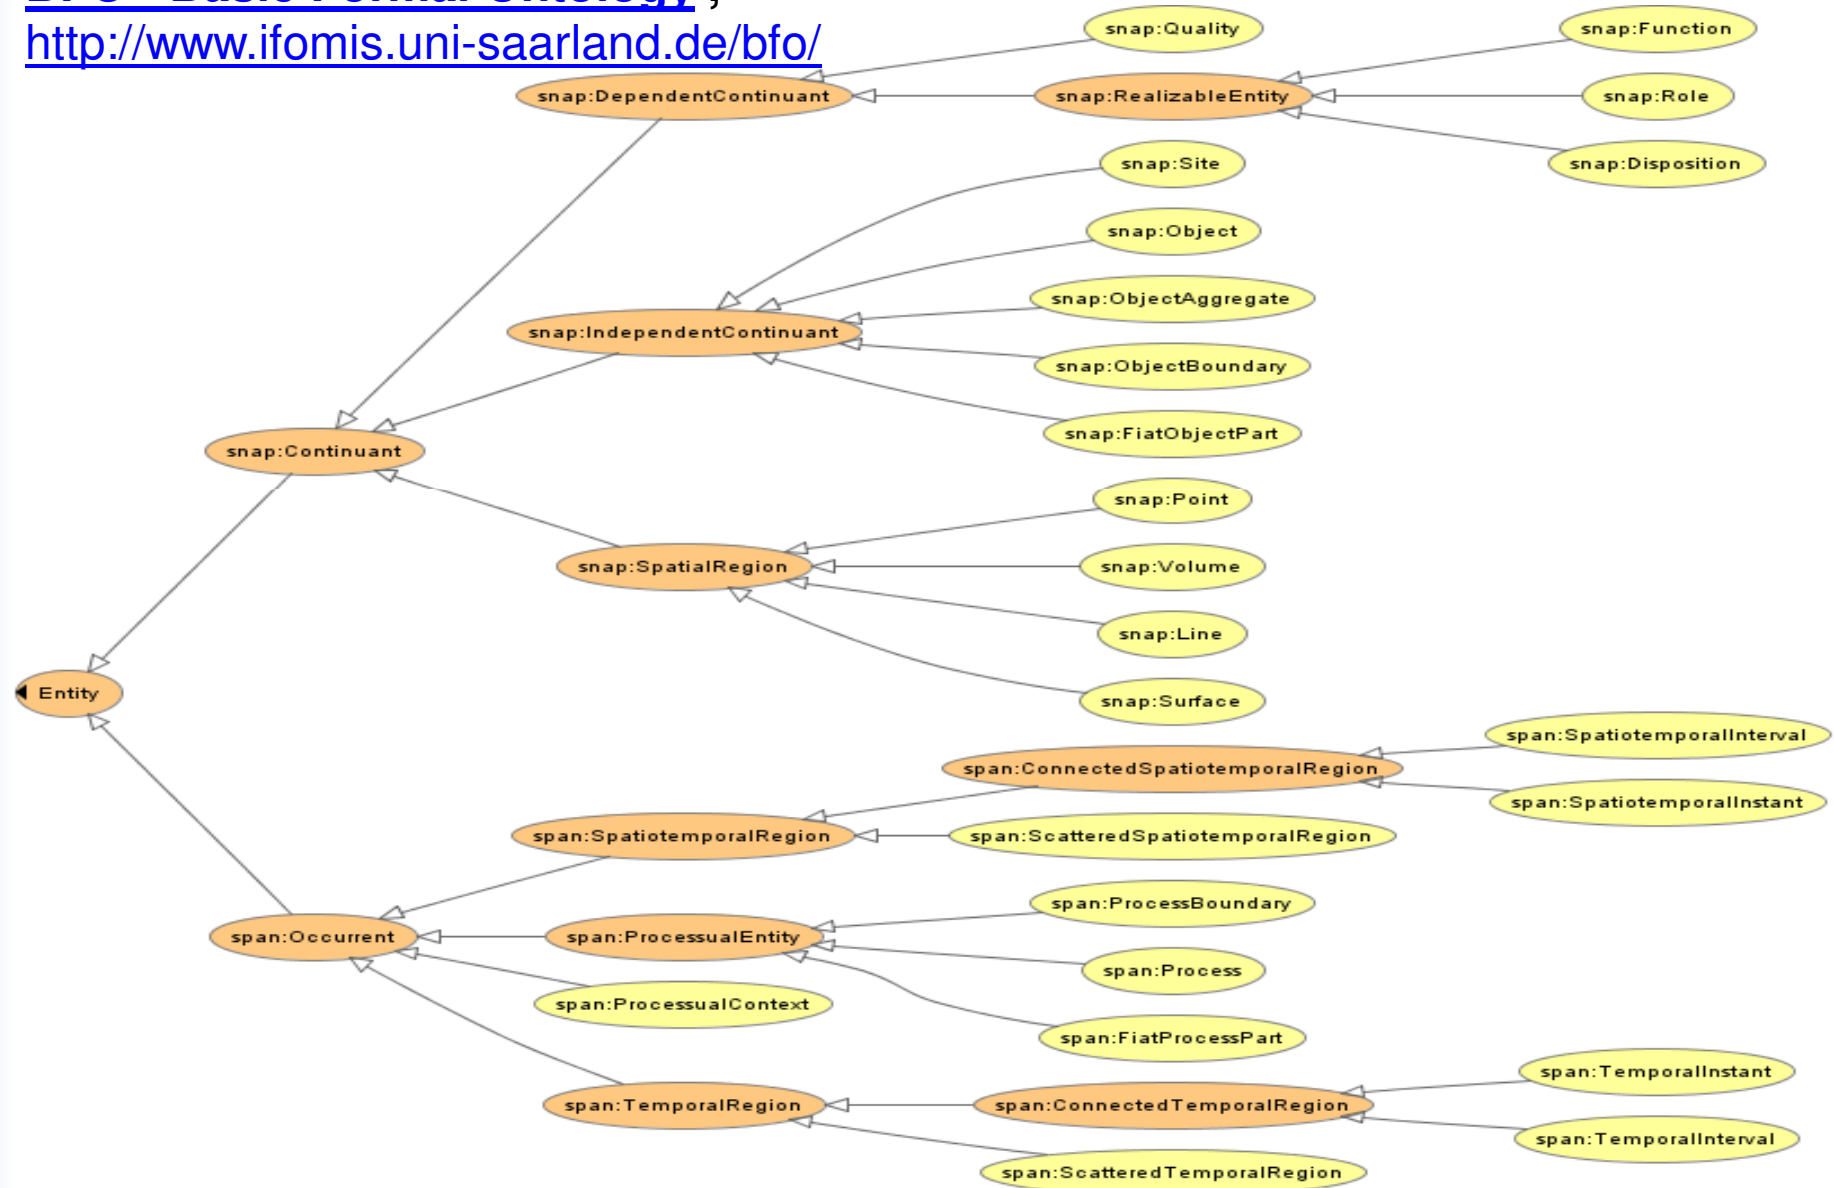 BFO - Basic Formal Ontology ,
http://www.ifomis.uni-saarland.de/bfo/
snap:Quality
snap:Function
snap:DependentContinuant
snap:RealizableEntity
snap:Role
snap:Site
snap:Disposition
snap:Object
snap:ObjectAggregate
snap:IndependentContinuant
snap:ObjectBoundary
snap:FiatObjectPart
snap:Continuant
snap:Point
snap:SpatialRegion
snap:Volume
snap:Line
Entity
snap:Surface
span:SpatiotemporalInterval
span:ConnectedSpatiotemporalRegion
span:SpatiotemporalInstant
span:SpatiotemporalRegion
span:ScatteredSpatiotemporalRegion
span:ProcessBoundary
span:Occurrent
span:ProcessualEntity
span:Process
span:ProcessualContext
span:FiatProcessPart
span:TemporalInstant
span:TemporalRegion
span:ConnectedTemporalRegion
span:TemporalInterval
span:ScatteredTemporalRegion